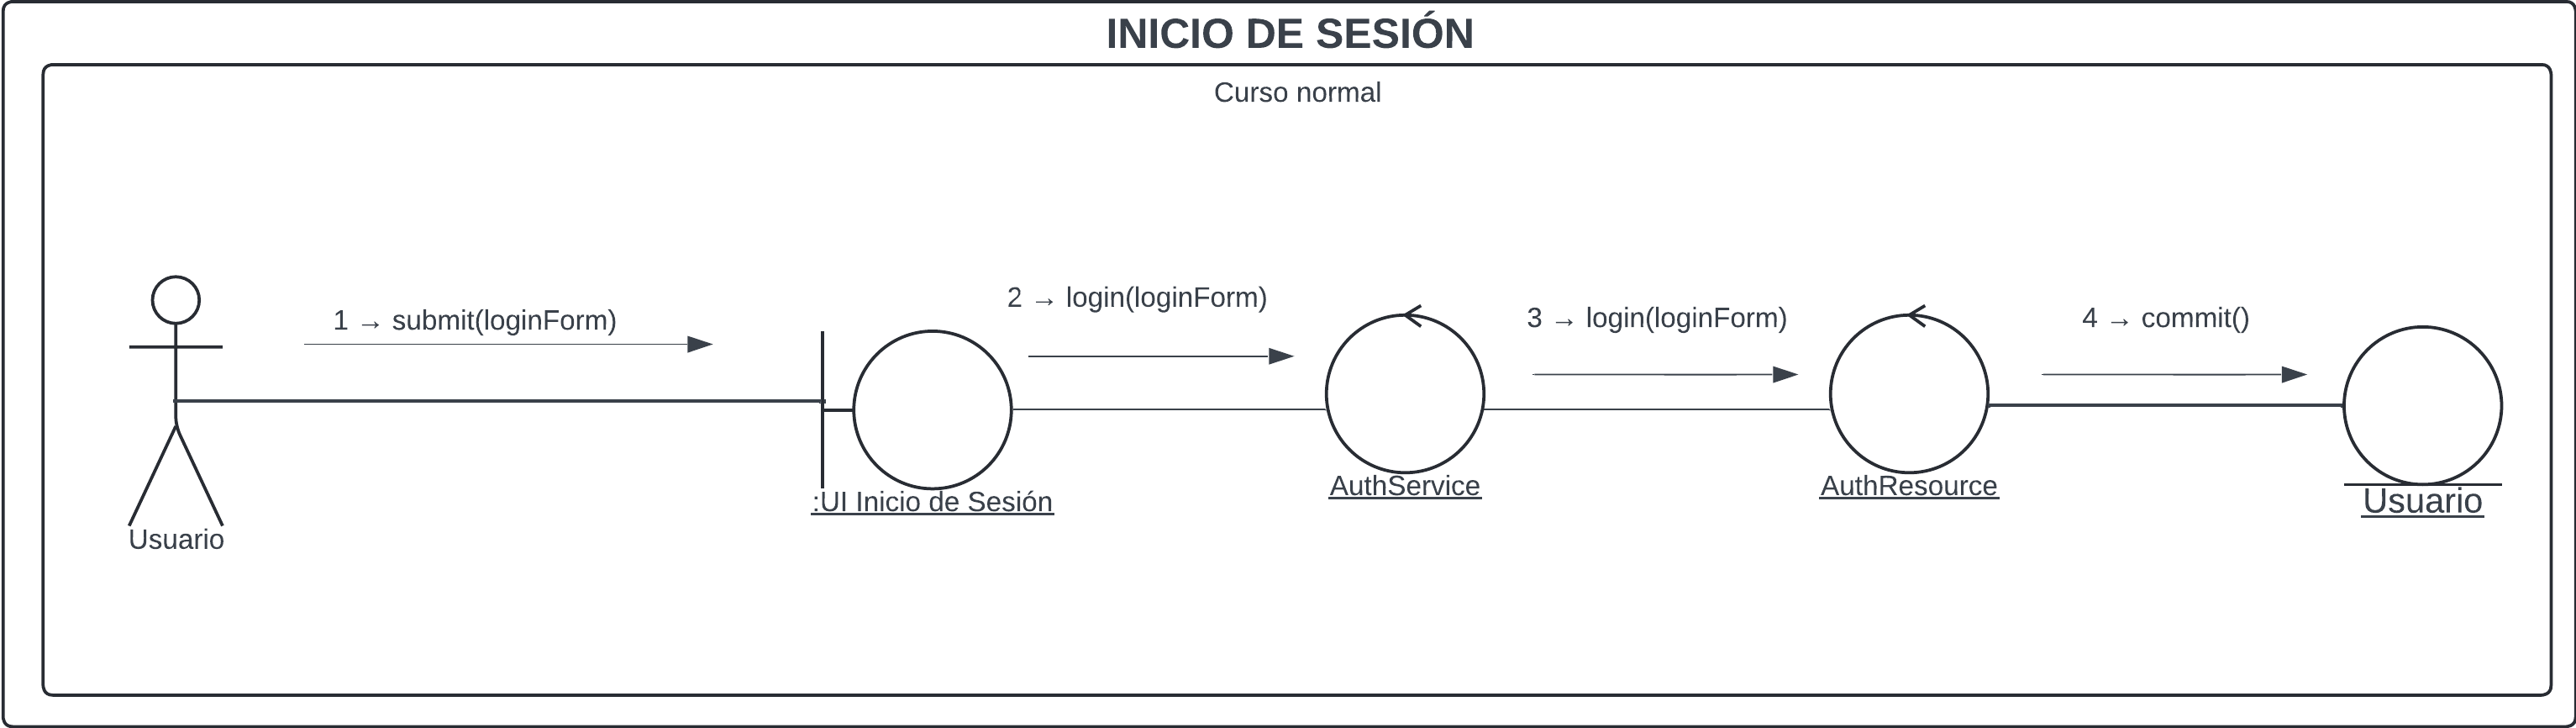 INICIO DE SESIÓN
Curso normal
1 → submit(loginForm)
2 → login(loginForm)
3 → login(loginForm)
4 → commit()
Usuario
:UI Inicio de Sesión
AuthService
AuthResource
Usuario